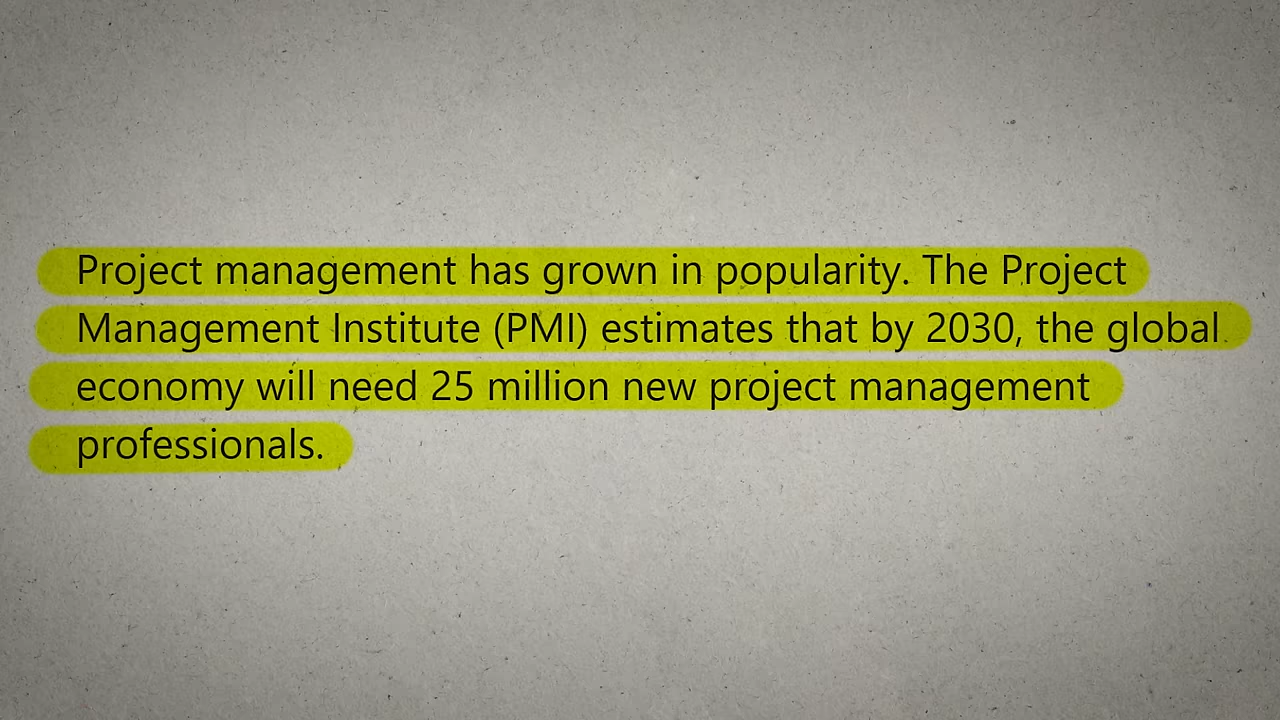 Project management has grown in popularity. The Project
Management Institute (PMI) estimates that by 2030, the global
economy will need 25 million new project management
professionals.